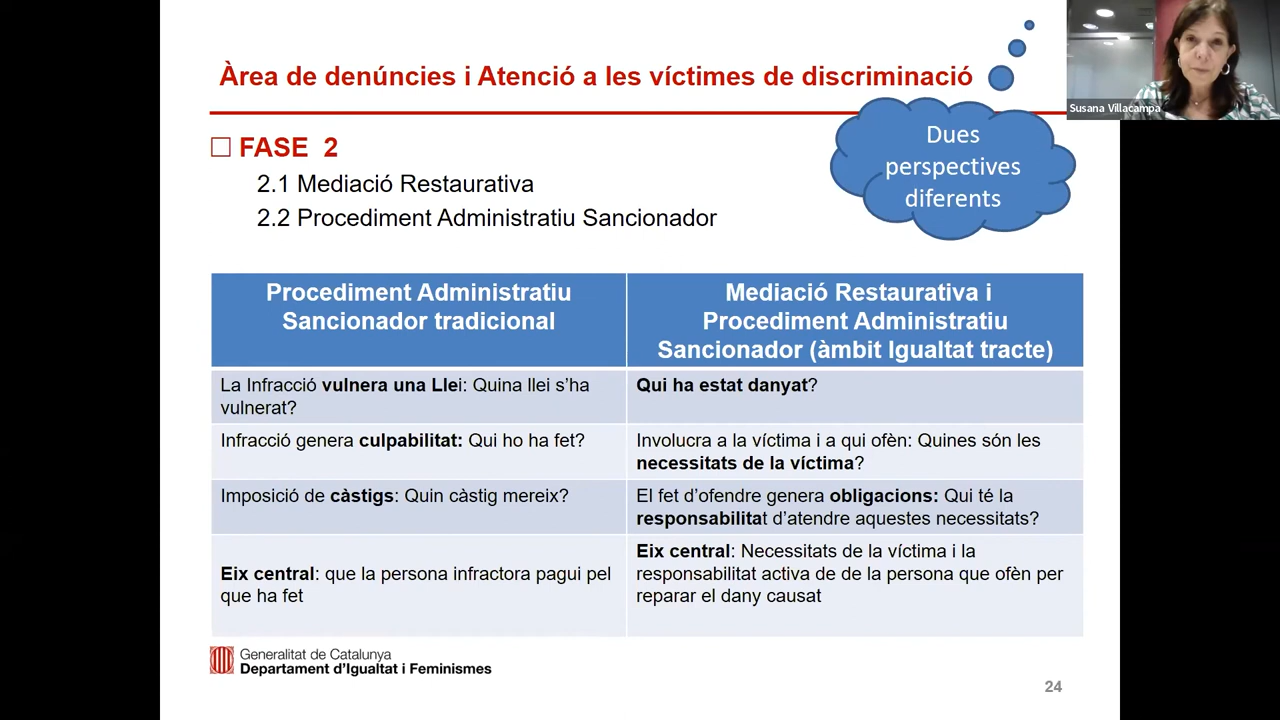 Àrea de denúncies i Atenció a les víctimes de discriminació
Susana Villacampa
Dues
perspectives
diferents
FASE 2
2.1 Mediació Restaurativa
2.2 Procediment Administratiu Sancionador
Procediment Administratiu
Sancionador tradicional
Mediació Restaurativa i
Procediment Administratiu
Sancionador (àmbit Igualtat tracte)
La Infracció vulnera una Llei: Quina llei s'ha
vulnerat?
Qui ha estat danyat?
Infracció genera culpabilitat: Qui ho ha fet?
Involucra a la víctima i a qui ofèn: Quines són les
necessitats de la víctima?
Imposició de càstigs: Quin càstig mereix?
El fet d'ofendre genera obligacions: Qui té la
responsabilitat d'atendre aquestes necessitats?
Eix central: que la persona infractora pagui pel
que ha fet
Eix central: Necessitats de la víctima i la
responsabilitat activa de de la persona que ofèn per
reparar el dany causat
Generalitat de Catalunya
Departament d'Igualtat i Feminismes
24